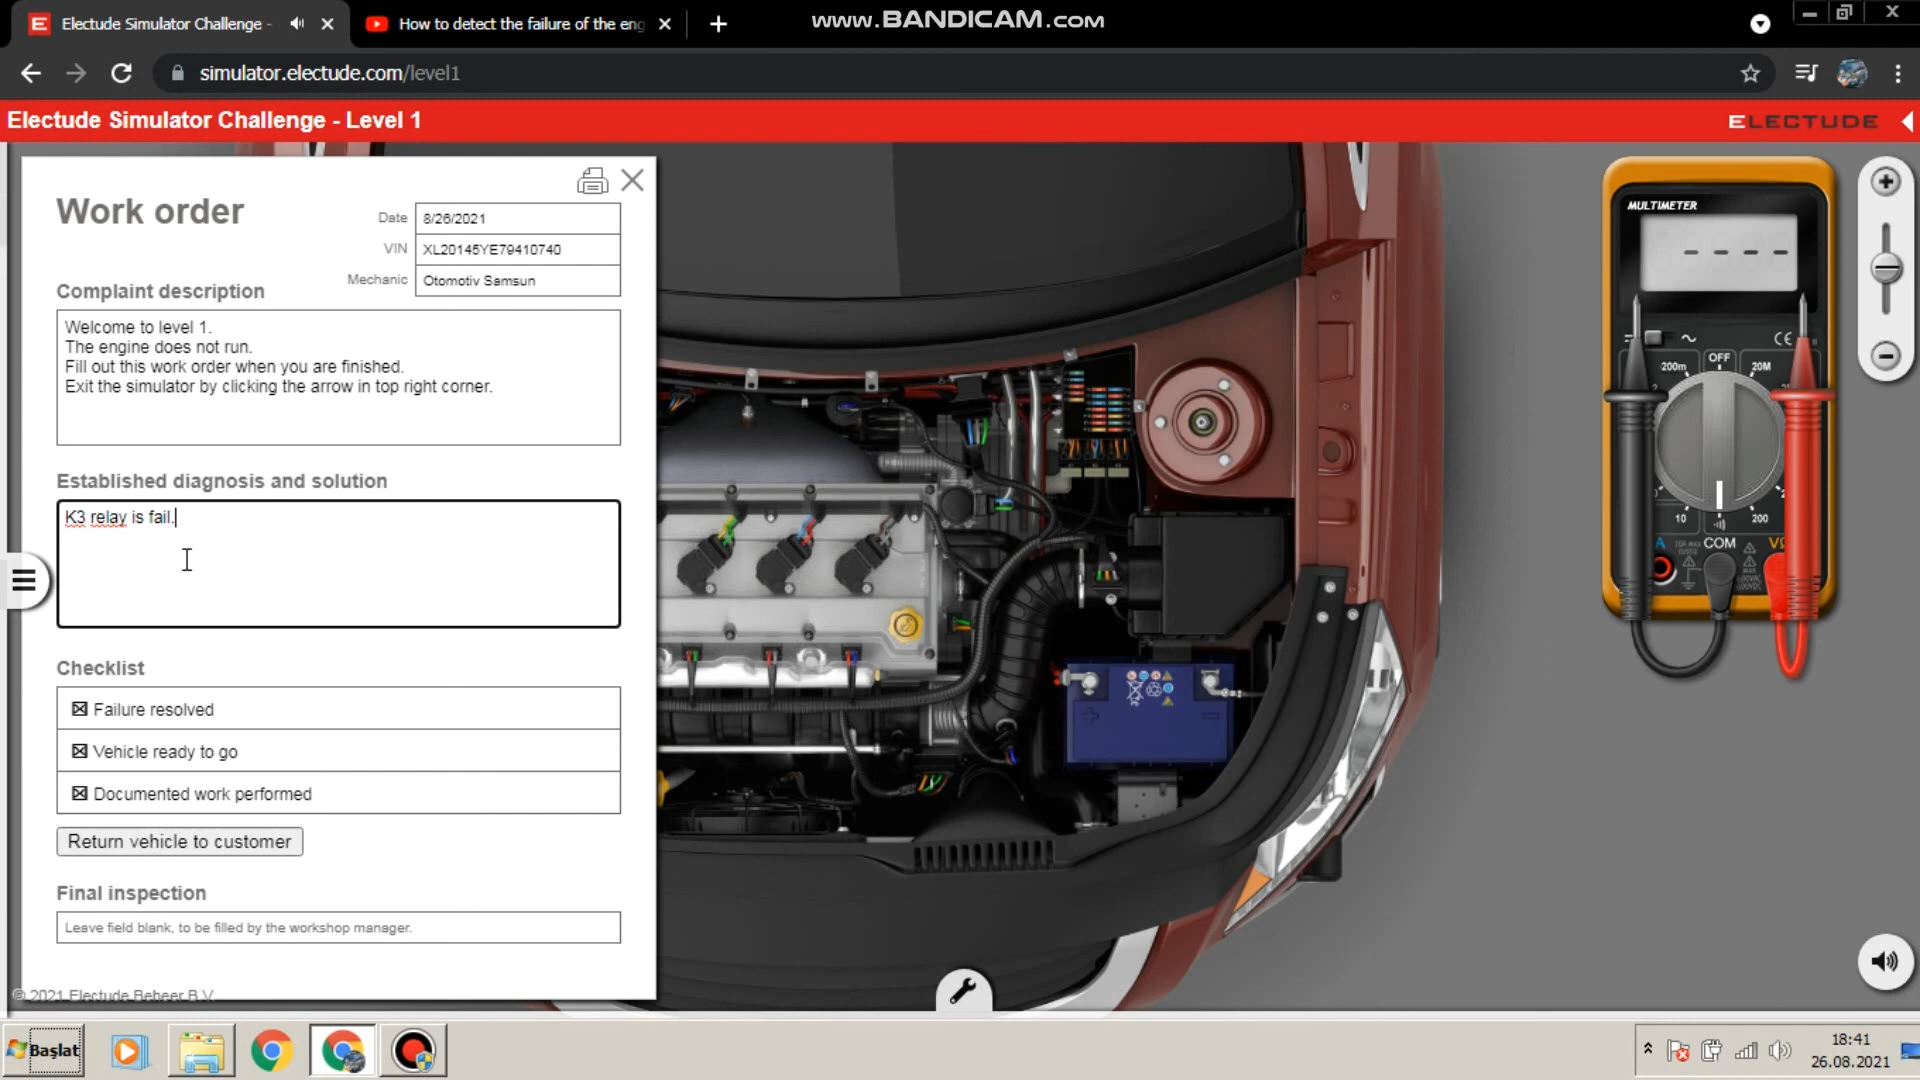 Electude Simulator Challenge -
How to detect the failure of the eng
www.BANDICAM.com
simulator.electude.com/level1
Electude Simulator Challenge - Level 1
ELECTUDE
Work order
Date 8/26/2021
VIN XL20145YE79410740
Mechanic Otomotiv Samsun
Complaint description
Welcome to level 1.
The engine does not run.
Fill out this work order when you are finished.
Exit the simulator by clicking the arrow in top right corner.
Established diagnosis and solution
K3 relay is fail.
Checklist
Failure resolved
Vehicle ready to go
Documented work performed
Return vehicle to customer
Final inspection
Leave field blank, to be filled by the workshop manager.
© 2021 Electude Beheer B.V.
MULTIMETER
- - - -
OFF
200m
20M
10
200
A
COM
VΩ
Başlat
18:41
26.08.2021